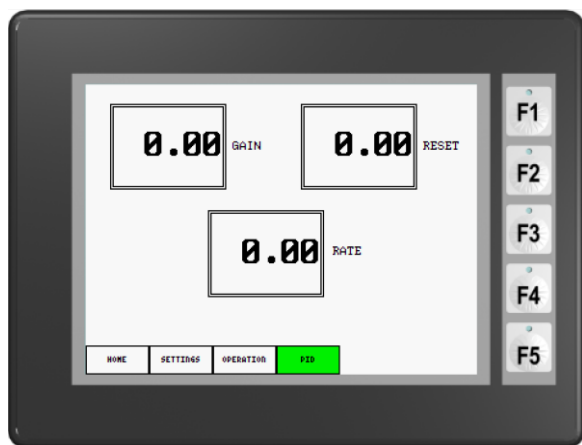 0.00 GAIN 0.00 RESET
0.00 RATE
HOME SETTINGS OPERATION PID
F1
F2
F3
F4
F5